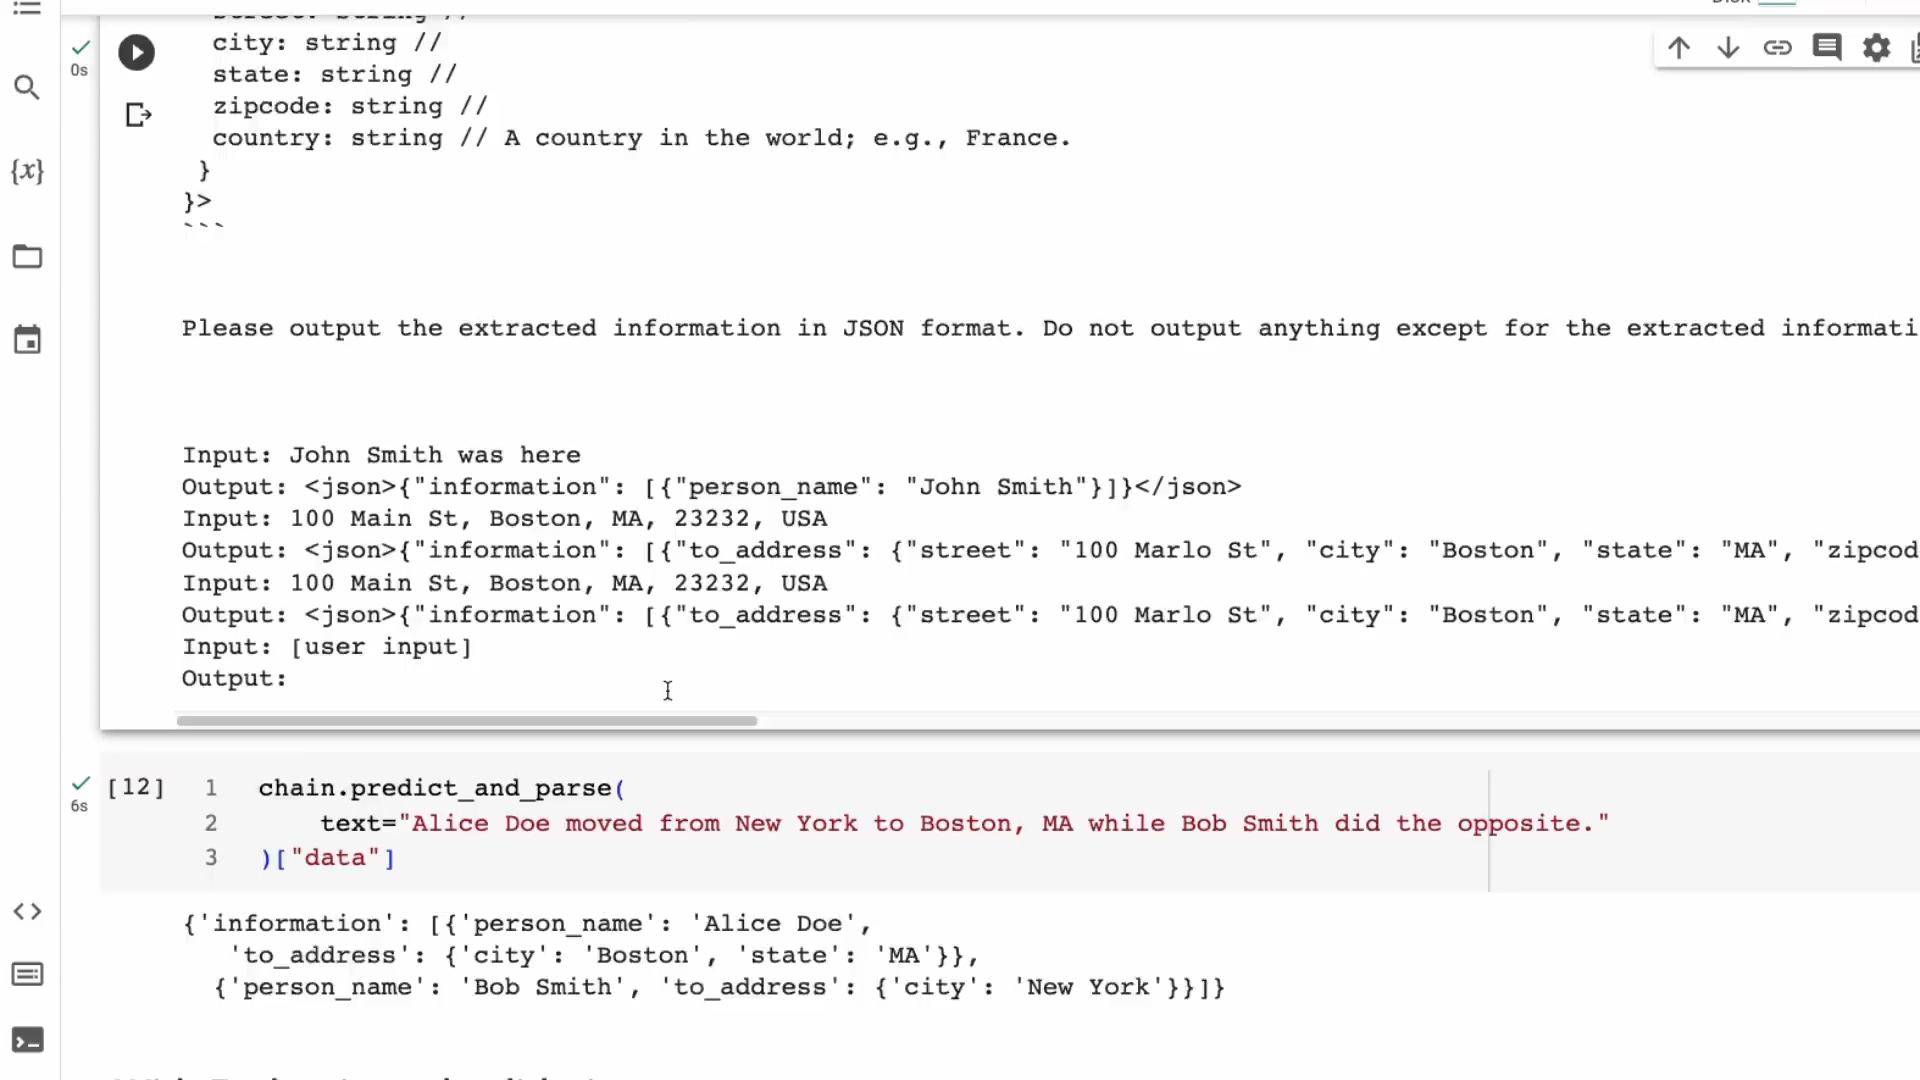 Disk
street: string //
0s
city: string //
state: string //
zipcode: string //
country: string // A country in the world; e.g., France.
}
}>
```
{x}
Please output the extracted information in JSON format. Do not output anything except for the extracted informati
Input: John Smith was here
Output: <json>{"information": [{"person_name": "John Smith"}]}</json>
Input: 100 Main St, Boston, MA, 23232, USA
Output: <json>{"information": [{"to_address": {"street": "100 Marlo St", "city": "Boston", "state": "MA", "zipcod
Input: 100 Main St, Boston, MA, 23232, USA
Output: <json>{"information": [{"to_address": {"street": "100 Marlo St", "city": "Boston", "state": "MA", "zipcod
Input: [user input]
Output:
6s
[12] 1 chain.predict_and_parse(
2 text="Alice Doe moved from New York to Boston, MA while Bob Smith did the opposite."
3 )["data"]
{'information': [{'person_name': 'Alice Doe',
'to_address': {'city': 'Boston', 'state': 'MA'}},
{'person_name': 'Bob Smith', 'to_address': {'city': 'New York'}}]}